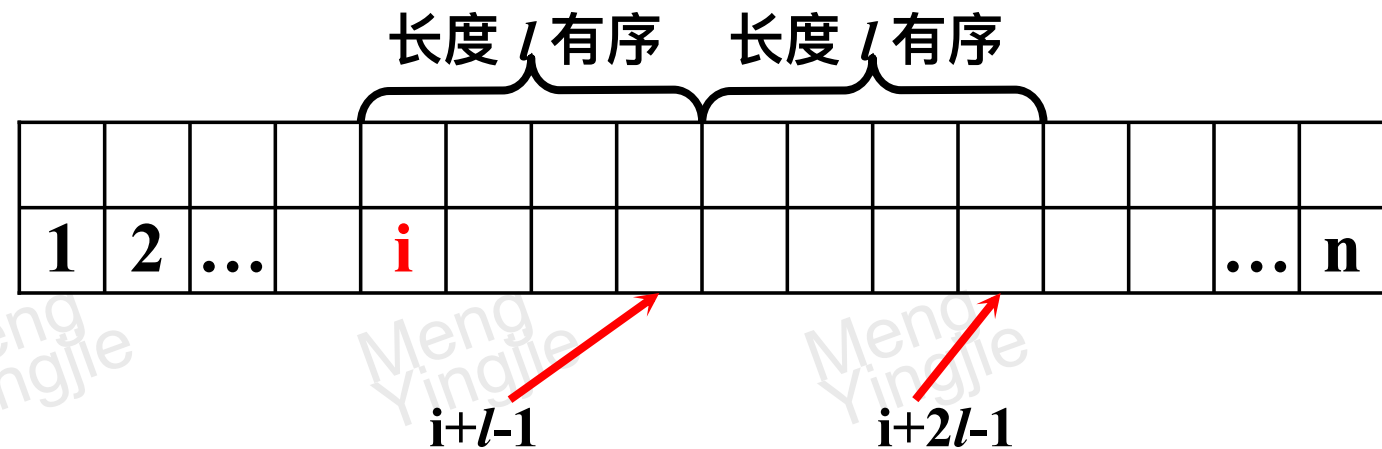 长度 l 有序 长度 l 有序
1 2 … i … n
Meng Meng Meng
Yingjie Yingjie Yingjie
i+l-1 i+2l-1